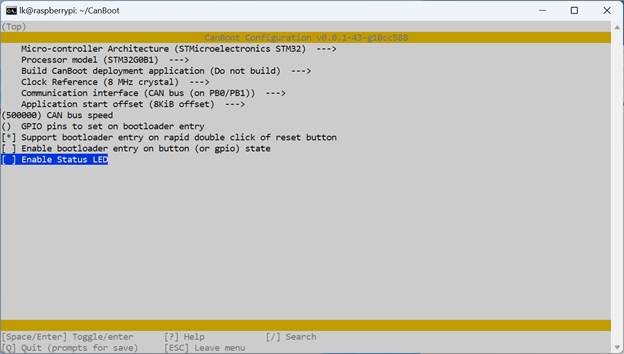 lk@raspberrypi: ~/CanBoot
(Top)
CanBoot Configuration v0.0.1-43-g10cc588
Micro-controller Architecture (STMicroelectronics STM32)  --->
Processor model (STM32G0B1)  --->
Build CanBoot deployment application (Do not build)  --->
Clock Reference (8 MHz crystal)  --->
Communication interface (CAN bus (on PB0/PB1))  --->
Application start offset (8KiB offset)  --->
(500000) CAN bus speed
()  GPIO pins to set on bootloader entry
[*] Support bootloader entry on rapid double click of reset button
[ ] Enable bootloader entry on button (or gpio) state
[ ] Enable Status LED
[Space/Enter] Toggle/enter     [?] Help            [/] Search
[Q] Quit (prompts for save)     [ESC] Leave menu